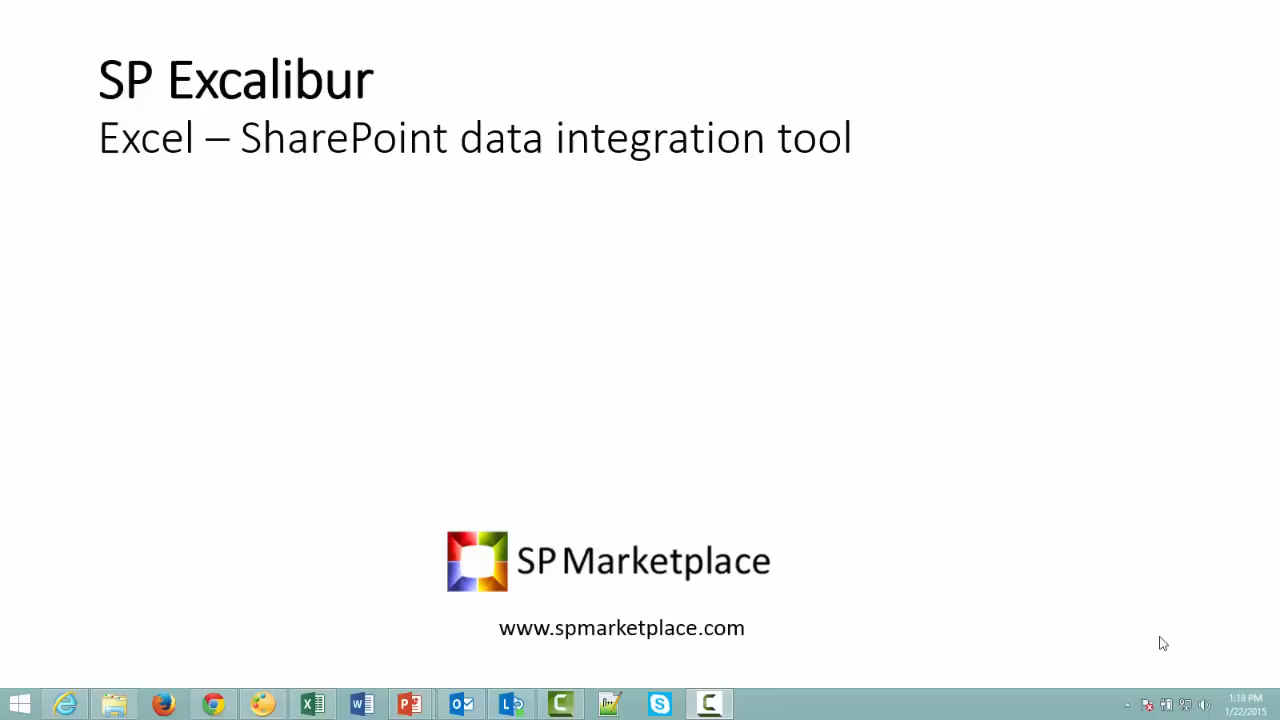 SP Excalibur
Excel – SharePoint data integration tool
SP Marketplace
www.spmarketplace.com
1:18 PM
1/22/2015